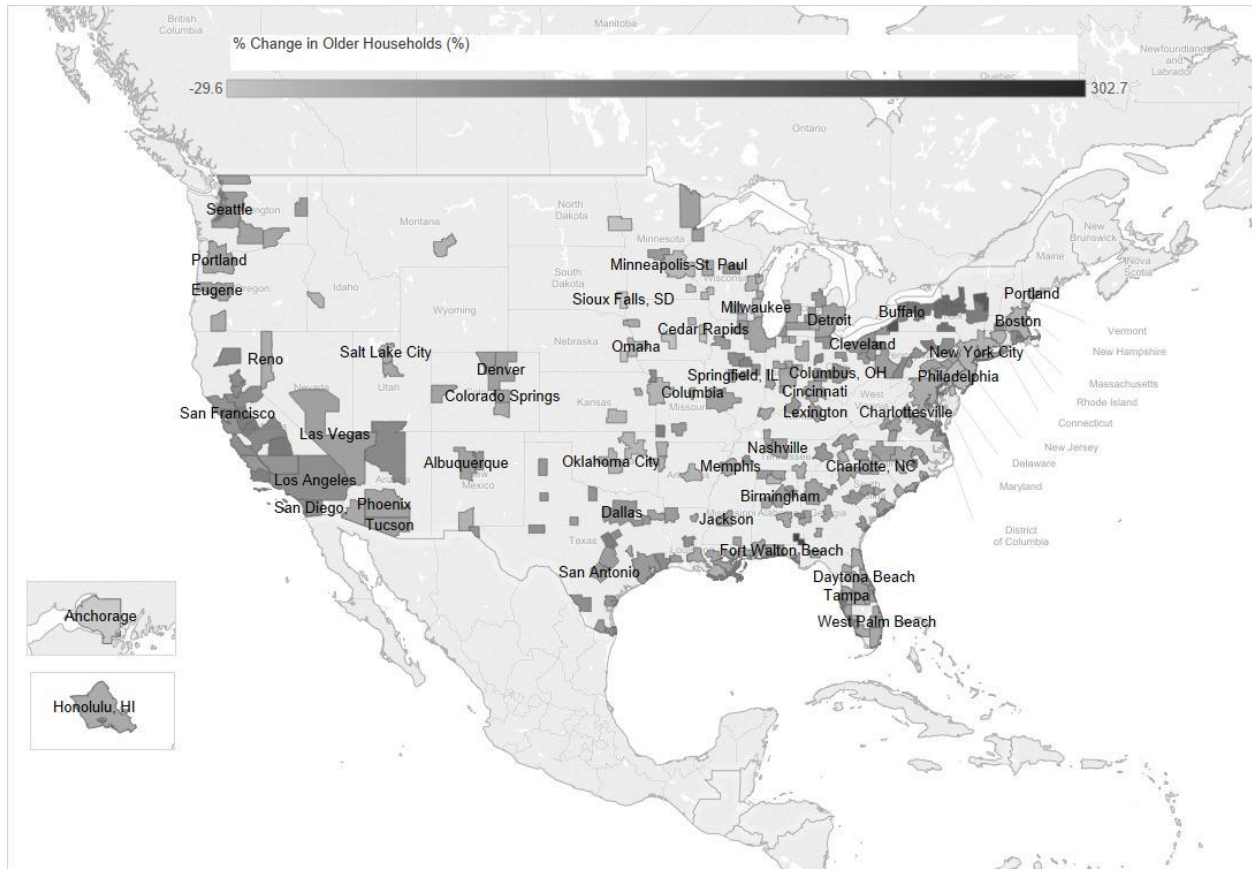 British
Columbia
Manitoba
Newfoundland
and
Labrador
% Change in Older Households (%)
-29.6
302.7
Quebec
Ontario
New
Brunswick
Nova
Scotia
Maine
Seattle
Montana
North
Dakota
Minnesota
Minneapolis-St. Paul
Portland
Eugene
Idaho
South
Dakota
Wyoming
Sioux Falls, SD
Milwaukee
Detroit
Buffalo
Portland
Boston
Vermont
New Hampshire
Massachusetts
Rhode Island
Connecticut
New Jersey
Delaware
Maryland
District
of Columbia
Cedar Rapids
Cleveland
New York City
Reno
Salt Lake City
Utah
Nebraska
Omaha
Denver
Springfield, IL
Columbus, OH
Philadelphia
Colorado Springs
Kansas
Columbia
Missouri
Cincinnati
West
Lexington
Charlottesville
San Francisco
Nevada
Las Vegas
Los Angeles
Albuquerque
New
Mexico
Oklahoma City
Nashville
Memphis
Charlotte, NC
San Diego
Phoenix
Tucson
Dallas
Birmingham
Jackson
Texas
San Antonio
Fort Walton Beach
Daytona Beach
Tampa
West Palm Beach
Anchorage
Honolulu, HI